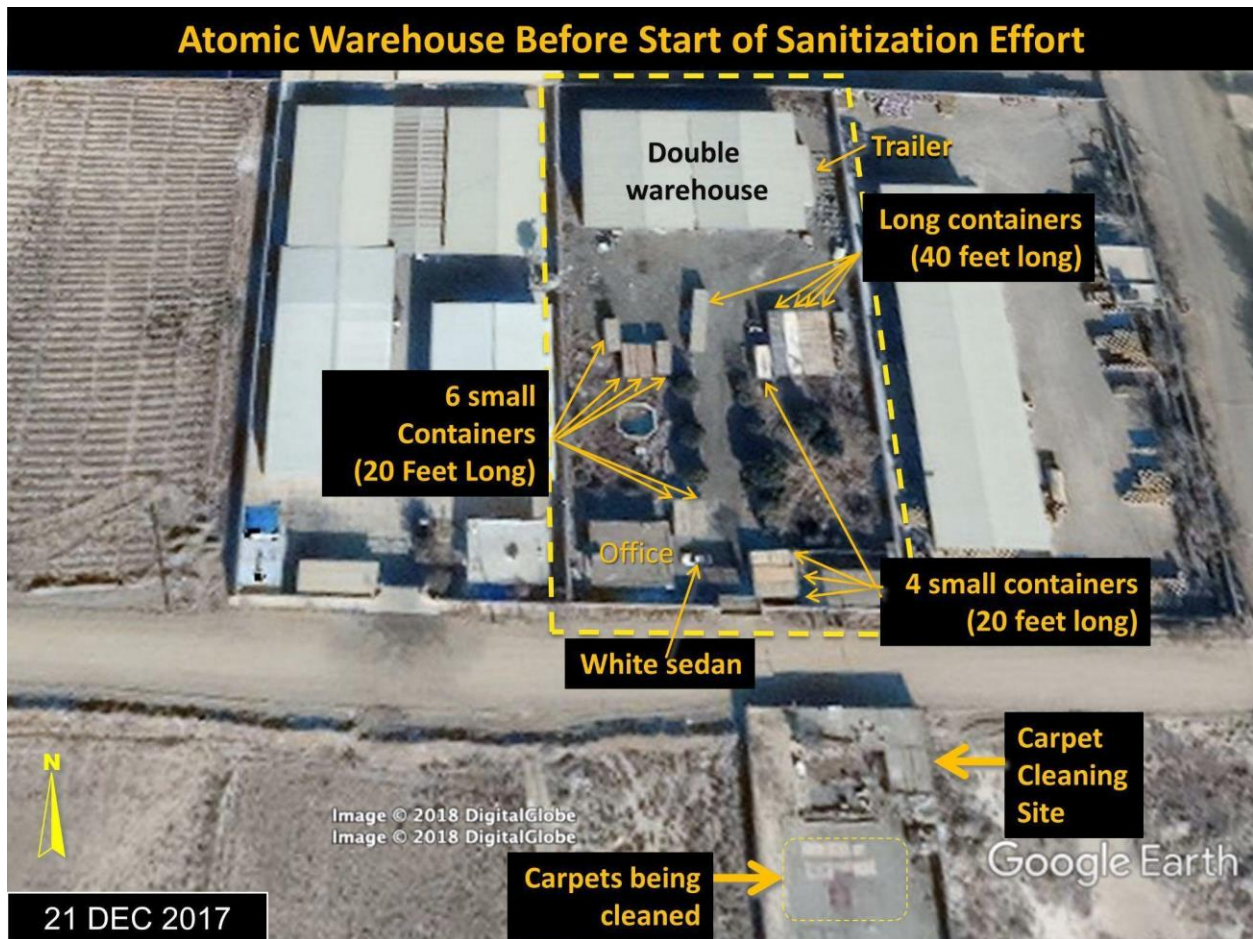 Atomic Warehouse Before Start of Sanitization Effort
Double
warehouse
Trailer
Long containers
(40 feet long)
6 small
Containers
(20 Feet Long)
Office
4 small containers
(20 feet long)
White sedan
N
Carpet
Cleaning
Site
Image © 2018 DigitalGlobe
Image © 2018 DigitalGlobe
Google Earth
Carpets being
cleaned
21 DEC 2017